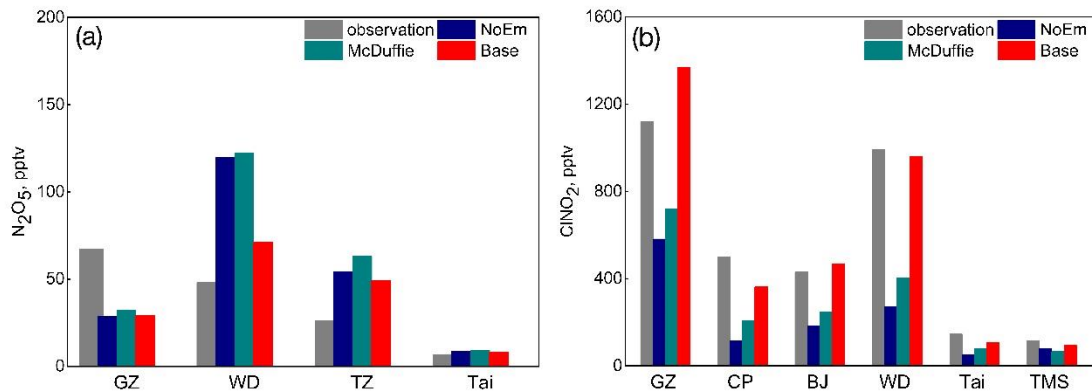 (a)
observation
NoEm
McDuffie
Base
N2O5, pptv
200
150
100
50
0
GZ WD TZ Tai
(b)
observation
NoEm
McDuffie
Base
ClNO2, pptv
1600
1200
800
400
0
GZ CP BJ WD Tai TMS